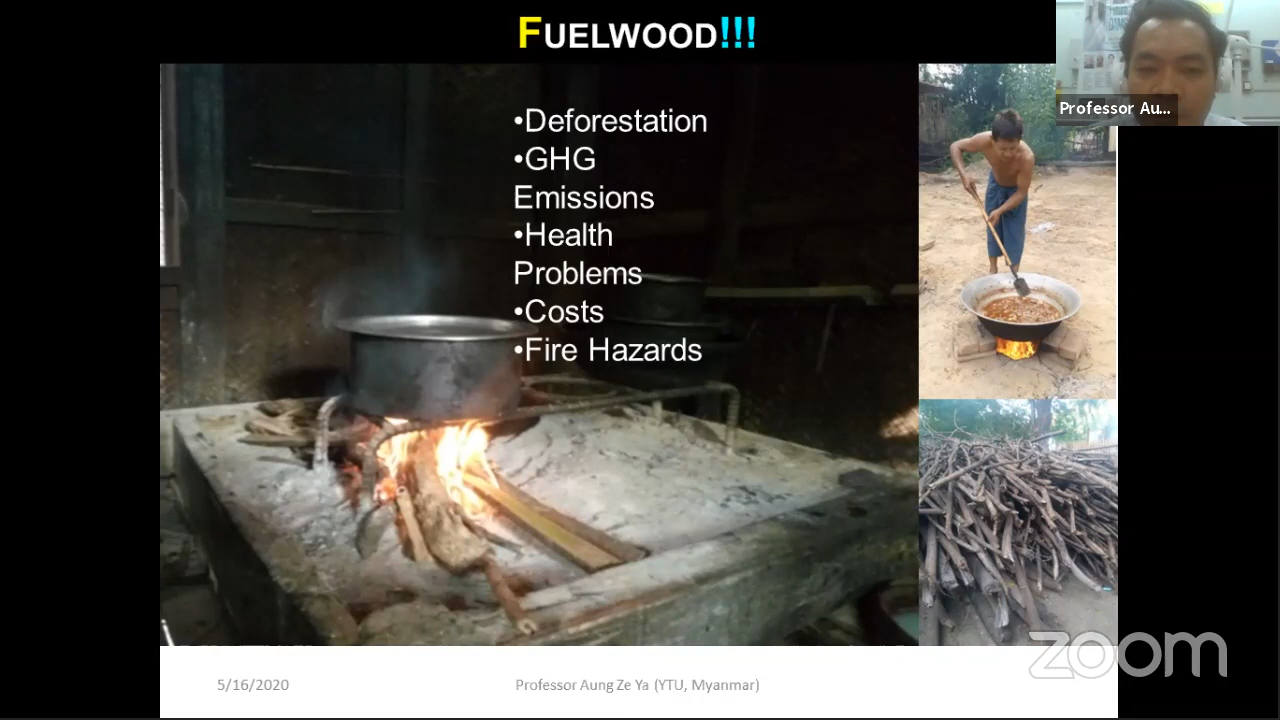 FUELWOOD!!!
Professor Au...
•Deforestation
•GHG
Emissions
•Health
Problems
•Costs
•Fire Hazards
zoom
5/16/2020
Professor Aung Ze Ya (YTU, Myanmar)